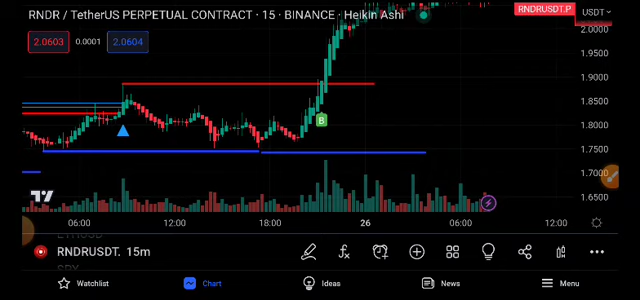 RNDR / TetherUS PERPETUAL CONTRACT · 15 · BINANCE · Heikin Ashi
RNDRUSDT.P
USDT
2.0603 0.0001 2.0604
2.0000
1.9500
1.9000
1.8500
1.8000
1.7500
1.7000
1.6500
B
06:00 12:00 18:00 26 06:00 12:00
RNDRUSDT. 15m
Watchlist Chart Ideas News Menu